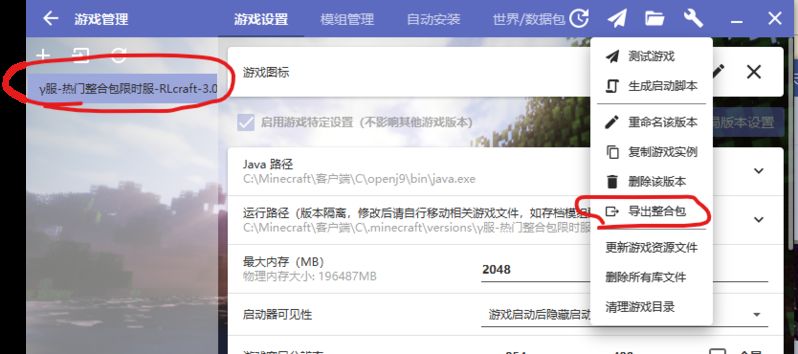 游戏管理
游戏设置
模组管理
自动安装
世界/数据包
y服-热门整合包限时服-RLcraft-3.0
游戏图标
启用游戏特定设置（不影响其他游戏版本）
局版本设置
Java 路径
C:\Minecraft\客户端\C\openj9\bin\java.exe
运行路径（版本隔离，修改后请自行移动相关游戏文件，如存档模组
C:\Minecraft\客户端\C\.minecraft\versions\y服-热门整合包限时服
最大内存（MB）
物理内存大小: 196487MB
2048
启动器可见性
游戏启动后隐藏启动
测试游戏
生成启动脚本
重命名该版本
复制游戏实例
删除该版本
导出整合包
更新游戏资源文件
删除所有库文件
清理游戏目录